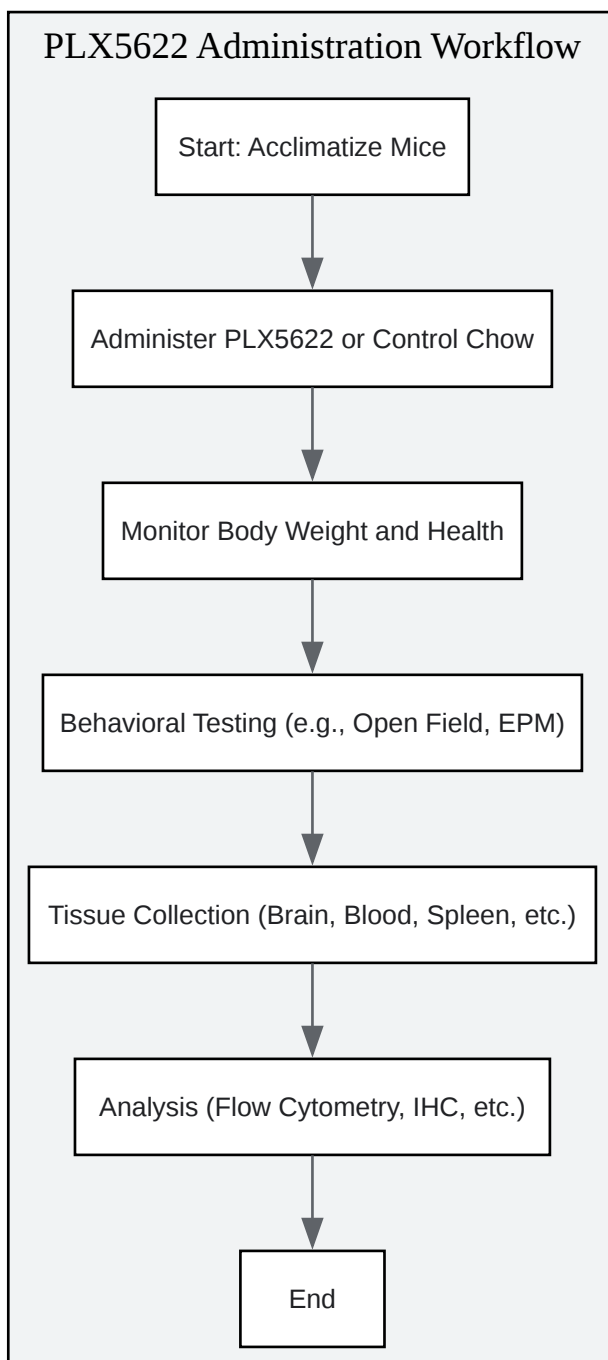 PLX5622 Administration Workflow
Start: Acclimatize Mice
Administer PLX5622 or Control Chow
Monitor Body Weight and Health
Behavioral Testing (e.g., Open Field, EPM)
Tissue Collection (Brain, Blood, Spleen, etc.)
Analysis (Flow Cytometry, IHC, etc.)
End